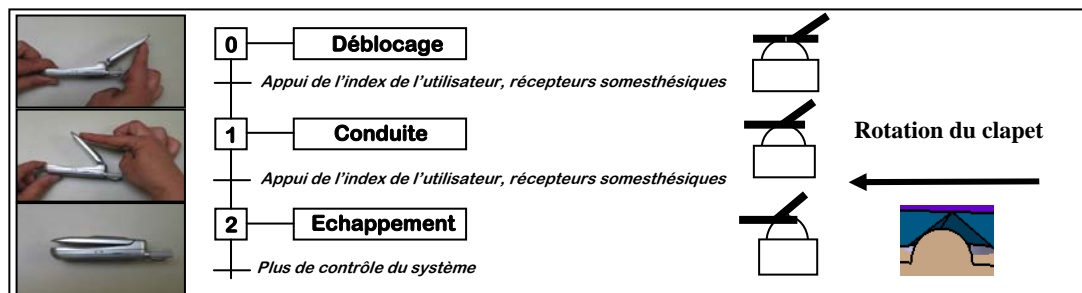 0 Déblocage
Appui de l'index de l'utilisateur, récepteurs somesthésiques
1 Conduite
Appui de l'index de l'utilisateur, récepteurs somesthésiques
2 Echappement
Plus de contrôle du système
Rotation du clapet